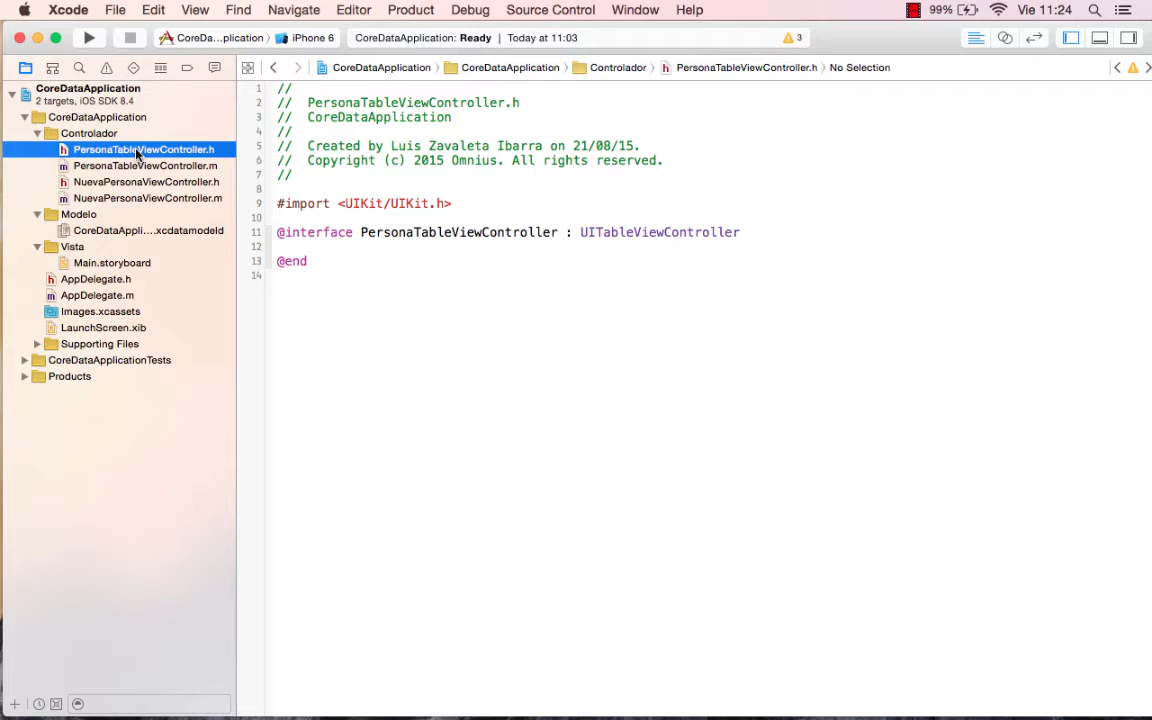 Xcode File Edit View Find Navigate Editor Product Debug Source Control Window Help 99% Vie 11:24
CoreDa...plication iPhone 6 CoreDataApplication: Ready Today at 11:03 3
CoreDataApplication CoreDataApplication Controlador PersonaTableViewController.h No Selection
CoreDataApplication
2 targets, iOS SDK 8.4
CoreDataApplication
Controlador
PersonaTableViewController.h
PersonaTableViewController.m
NuevaPersonaViewController.h
NuevaPersonaViewController.m
Modelo
CoreDataAppli....xcdatamodeld
Vista
Main.storyboard
AppDelegate.h
AppDelegate.m
Images.xcassets
LaunchScreen.xib
Supporting Files
CoreDataApplicationTests
Products
1 //
2 // PersonaTableViewController.h
3 // CoreDataApplication
4 //
5 // Created by Luis Zavaleta Ibarra on 21/08/15.
6 // Copyright (c) 2015 Omnius. All rights reserved.
7 //
8
9 #import <UIKit/UIKit.h>
10
11 @interface PersonaTableViewController : UITableViewController
12
13 @end
14